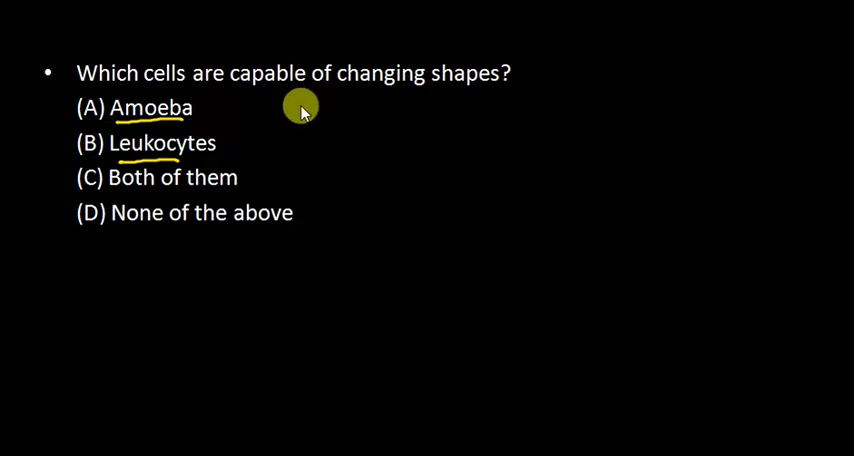 • Which cells are capable of changing shapes?
(A) Amoeba
(B) Leukocytes
(C) Both of them
(D) None of the above